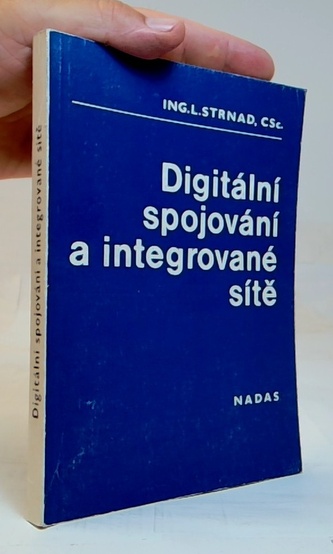 ING.L.STRNAD, CSc.
Digitální
spojování
a integrované
sítě
NADAS
Digitální spojování a integrované sítě